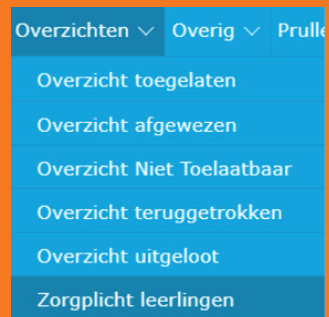 Overzichten Overig
Overzicht toegelaten
Overzicht afgewezen
Overzicht Niet Toelaatbaar
Overzicht teruggetrokken
Overzicht uitgeloot
Zorgplicht leerlingen